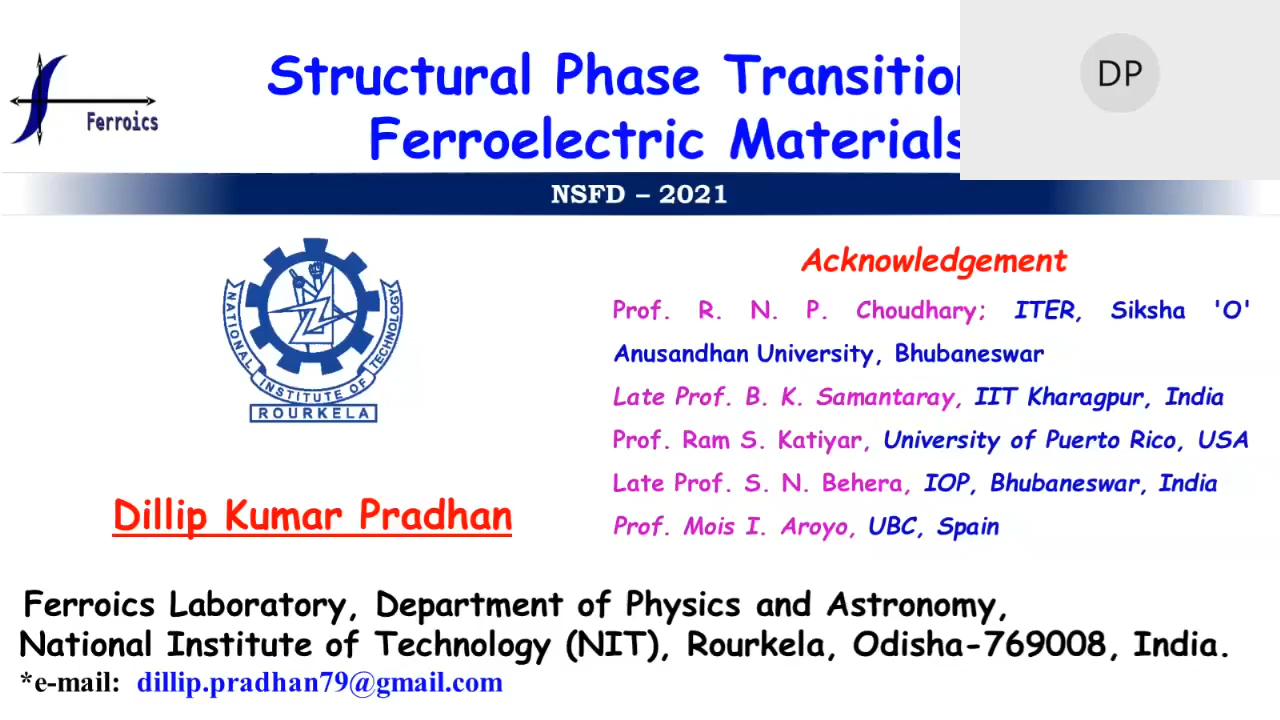 Structural Phase Transition
Ferroelectric Materials
DP
Ferroics
NSFD – 2021
NATIONAL INSTITUTE OF TECHNOLOGY
ROURKELA
Acknowledgement
Prof. R. N. P. Choudhary; ITER, Siksha 'O'
Anusandhan University, Bhubaneswar
Late Prof. B. K. Samantaray, IIT Kharagpur, India
Prof. Ram S. Katiyar, University of Puerto Rico, USA
Late Prof. S. N. Behera, IOP, Bhubaneswar, India
Prof. Mois I. Aroyo, UBC, Spain
Dillip Kumar Pradhan
Ferroics Laboratory, Department of Physics and Astronomy,
National Institute of Technology (NIT), Rourkela, Odisha-769008, India.
*e-mail: dillip.pradhan79@gmail.com